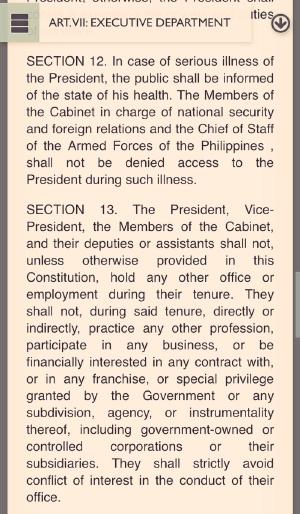 ART.VII: EXECUTIVE DEPARTMENT
SECTION 12. In case of serious illness of
the President, the public shall be informed
of the state of his health. The Members of
the Cabinet in charge of national security
and foreign relations and the Chief of Staff
of the Armed Forces of the Philippines ,
shall not be denied access to the
President during such illness.
SECTION 13. The President, Vice-
President, the Members of the Cabinet,
and their deputies or assistants shall not,
unless otherwise provided in this
Constitution, hold any other office or
employment during their tenure. They
shall not, during said tenure, directly or
indirectly, practice any other profession,
participate in any business, or be
financially interested in any contract with,
or in any franchise, or special privilege
granted by the Government or any
subdivision, agency, or instrumentality
thereof, including government-owned or
controlled corporations or their
subsidiaries. They shall strictly avoid
conflict of interest in the conduct of their
office.